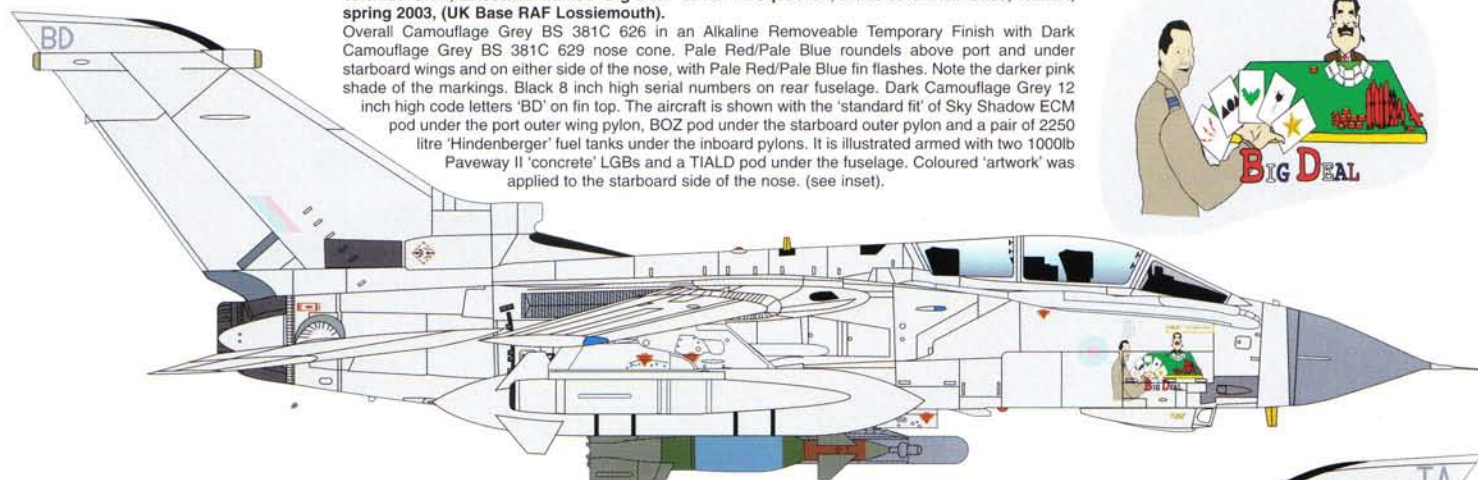 spring 2003, (UK Base RAF Lossiemouth).
Overall Camouflage Grey BS 381C 626 in an Alkaline Removeable Temporary Finish with Dark
Camouflage Grey BS 381C 629 nose cone. Pale Red/Pale Blue roundels above port and under
starboard wings and on either side of the nose, with Pale Red/Pale Blue fin flashes. Note the darker pink
shade of the markings. Black 8 inch high serial numbers on rear fuselage. Dark Camouflage Grey 12
inch high code letters ‘BD’ on fin top. The aircraft is shown with the ‘standard fit’ of Sky Shadow ECM
pod under the port outer wing pylon, BOZ pod under the starboard outer pylon and a pair of 2250
litre ‘Hindenberger’ fuel tanks under the inboard pylons. It is illustrated armed with two 1000lb
Paveway II ‘concrete’ LGBs and a TIALD pod under the fuselage. Coloured ‘artwork’ was
applied to the starboard side of the nose. (see inset).
BD
BIG DEAL
BIG DEAL
TA